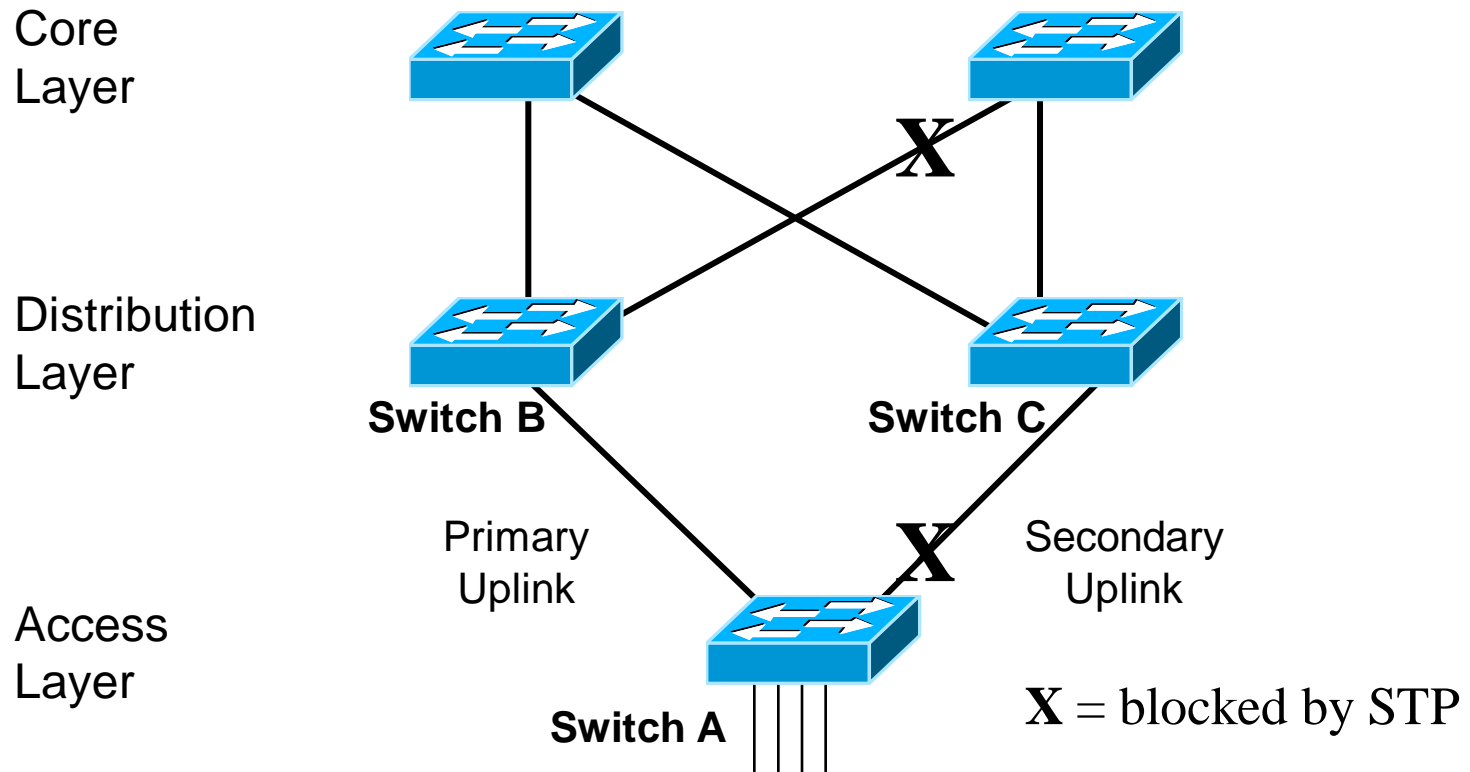 Core
Layer
X
Distribution
Layer
Switch B
Switch C
Primary
Uplink
X
Secondary
Uplink
Access
Layer
Switch A
X = blocked by STP